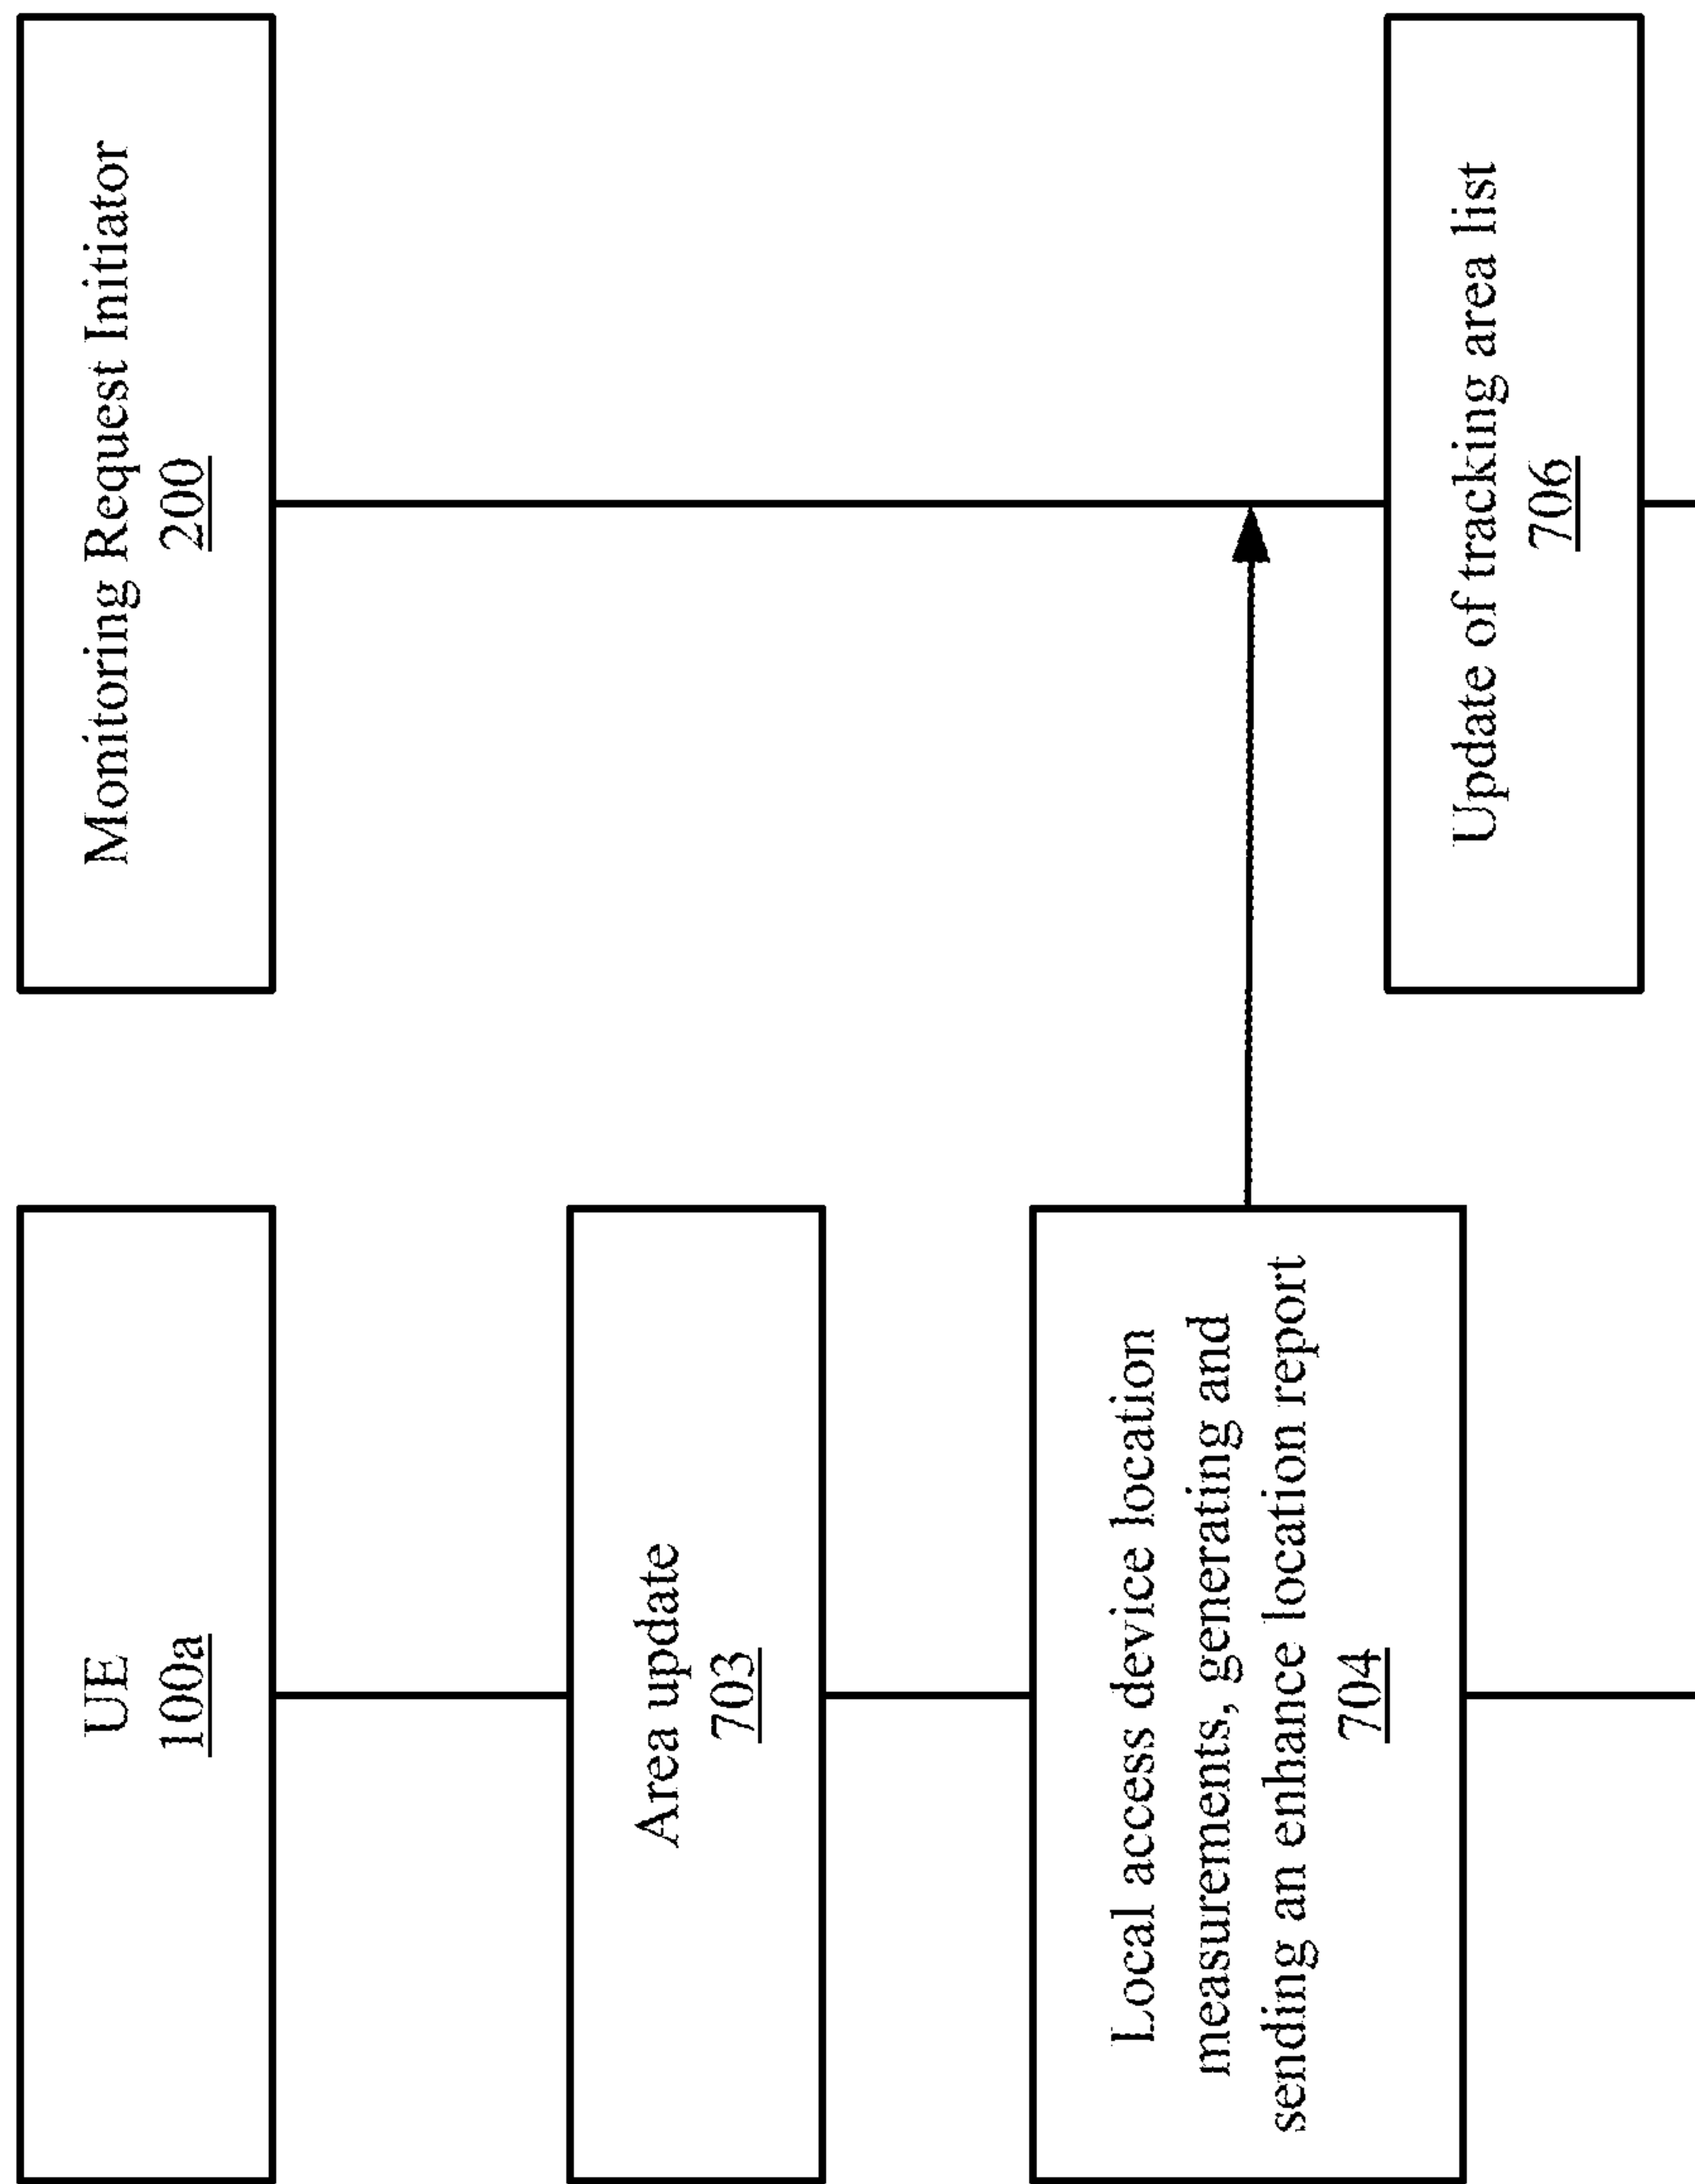 UE
100a
Monitoring Request Initiator
200
Area update
703
Local access device location
measurements, generating and
sending an enhance location report
704
Update of tracking area list
706